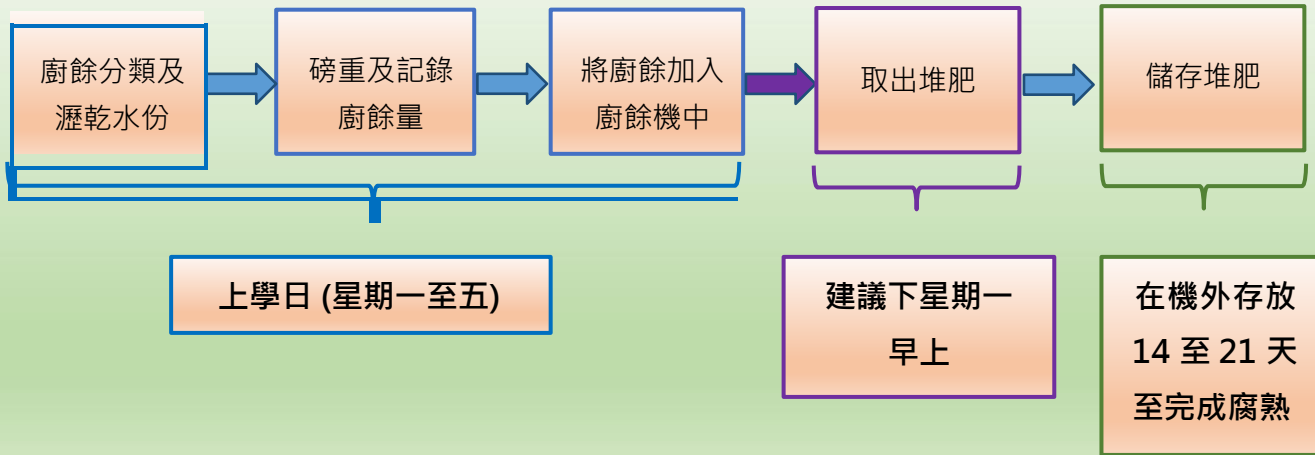 廚餘分類及
瀝乾水份
磅重及記錄
廚餘量
將廚餘加入
廚餘機中
取出堆肥
儲存堆肥
上學日 (星期一至五)
建議下星期一
早上
在機外存放
14 至 21 天
至完成腐熟